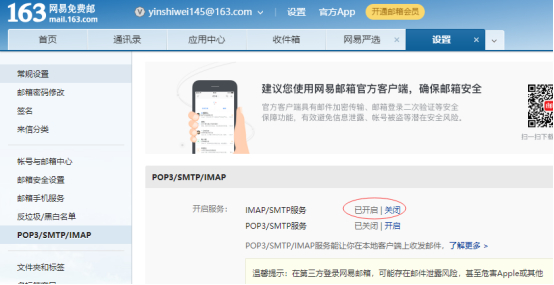 163 网易免费邮 mail.163.com
yinshiwei145@163.com | 设置 官方App 开通邮箱会员
首页 通讯录 应用中心 收件箱 网易严选 × 设置 ×
常规设置
邮箱密码修改
签名
来信分类
帐号与邮箱中心
邮箱安全设置
邮箱手机服务
反垃圾/黑白名单
POP3/SMTP/IMAP
文件夹和标签
建议您使用网易邮箱官方客户端，确保邮箱安全
官方客户端具有邮件加密传输、邮箱登录二次验证等安全
保障功能，有效避免信息泄露、帐号被盗等潜在安全风险。
扫一扫下载
POP3/SMTP/IMAP
开启服务： IMAP/SMTP服务 已开启 | 关闭
POP3/SMTP服务 已关闭 | 开启
POP3/SMTP/IMAP服务能让你在本地客户端上收发邮件，了解更多 >
温馨提示：在第三方登录网易邮箱，可能存在邮件泄露风险，甚至危害Apple或其他